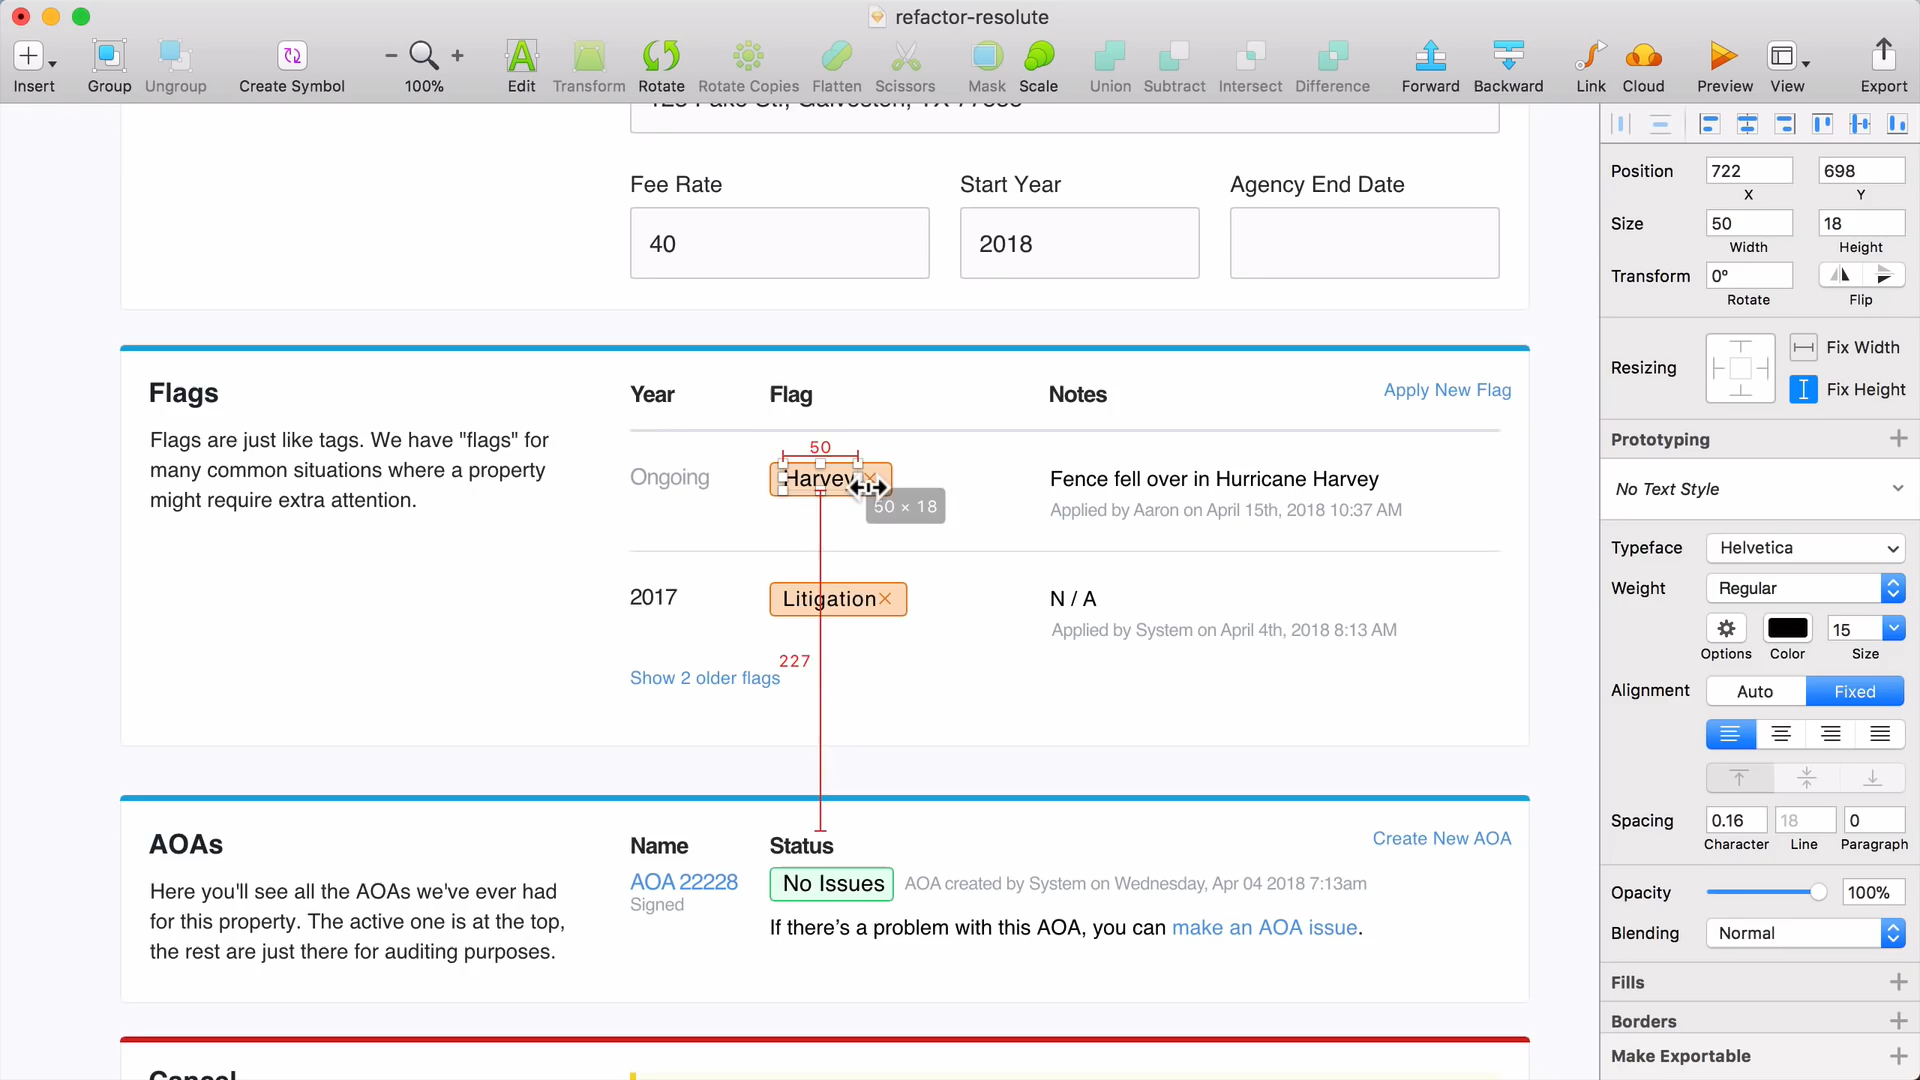 refactor-resolute
Insert
Group
Ungroup
Create Symbol
100%
Edit
Transform
Rotate
Rotate Copies
Flatten
Scissors
Mask
Scale
Union
Subtract
Intersect
Difference
Forward
Backward
Link
Cloud
Preview
View
Export
Fee Rate
Start Year
Agency End Date
40
2018
Flags
Flags are just like tags. We have "flags" for
many common situations where a property
might require extra attention.
Year
Flag
Notes
Apply New Flag
50
Ongoing
Harvey
50 × 18
Fence fell over in Hurricane Harvey
Applied by Aaron on April 15th, 2018 10:37 AM
2017
Litigation×
N / A
Applied by System on April 4th, 2018 8:13 AM
227
Show 2 older flags
AOAs
Here you'll see all the AOAs we've ever had
for this property. The active one is at the top,
the rest are just there for auditing purposes.
Name
Status
Create New AOA
AOA 22228
Signed
No Issues
AOA created by System on Wednesday, Apr 04 2018 7:13am
If there's a problem with this AOA, you can make an AOA issue.
Cancel
Position
722
698
X
Y
Size
50
18
Width
Height
Transform
0°
Rotate
Flip
Resizing
Fix Width
Fix Height
Prototyping
No Text Style
Typeface
Helvetica
Weight
Regular
15
Options
Color
Size
Alignment
Auto
Fixed
Spacing
0.16
18
0
Character
Line
Paragraph
Opacity
100%
Blending
Normal
Fills
Borders
Make Exportable